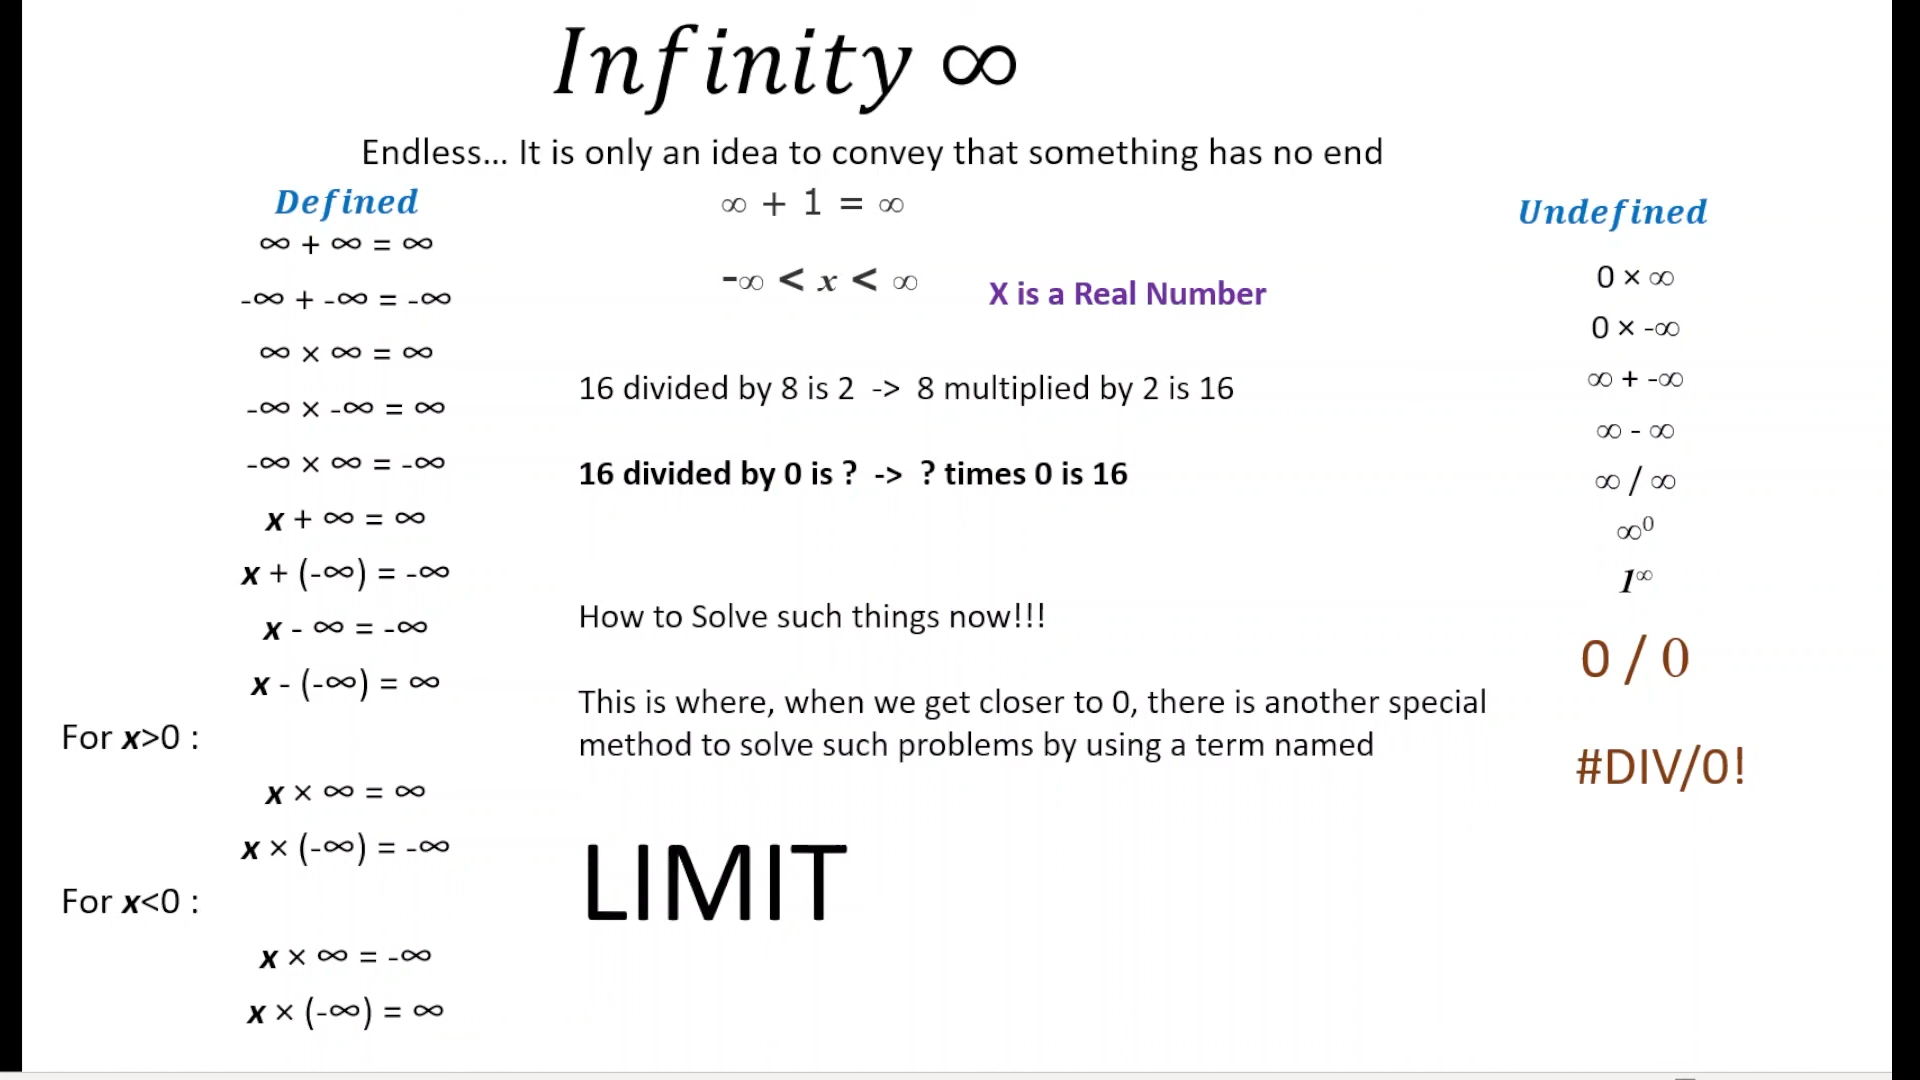 Infinity ∞
Endless... It is only an idea to convey that something has no end
Defined
∞ + ∞ = ∞
-∞ + -∞ = -∞
∞ × ∞ = ∞
-∞ × -∞ = ∞
-∞ × ∞ = -∞
x + ∞ = ∞
x + (-∞) = -∞
x - ∞ = -∞
x - (-∞) = ∞
For x>0 :
x × ∞ = ∞
x × (-∞) = -∞
For x<0 :
x × ∞ = -∞
x × (-∞) = ∞
∞ + 1 = ∞
-∞ < x < ∞
X is a Real Number
16 divided by 8 is 2 -> 8 multiplied by 2 is 16
16 divided by 0 is ? -> ? times 0 is 16
How to Solve such things now!!!
This is where, when we get closer to 0, there is another special
method to solve such problems by using a term named
LIMIT
Undefined
0 × ∞
0 × -∞
∞ + -∞
∞ - ∞
∞ / ∞
∞⁰
1^∞
0 / 0
#DIV/0!